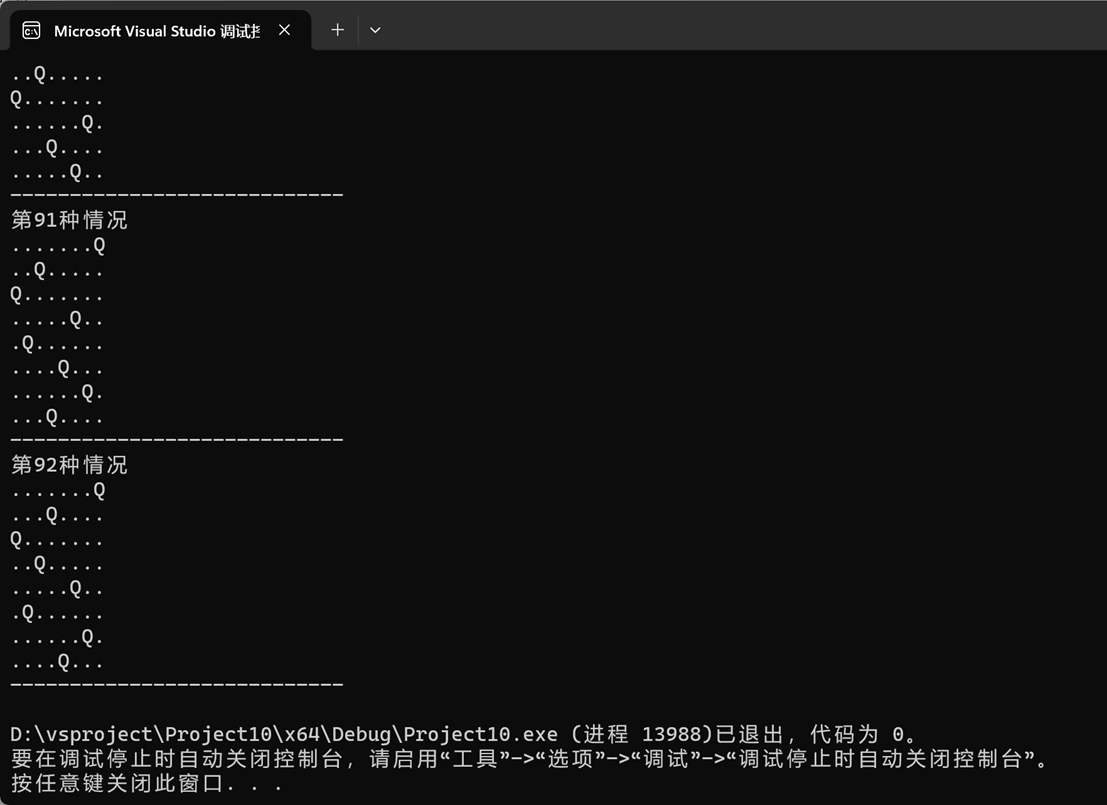 Microsoft Visual Studio 调试控
..Q.....
Q.......
......Q.
...Q....
.....Q..
----------------------------
第91种情况
.......Q
..Q.....
Q.......
.....Q..
.Q......
....Q...
......Q.
...Q....
----------------------------
第92种情况
.......Q
...Q....
Q.......
..Q.....
.....Q..
.Q......
......Q.
....Q...
----------------------------
D:\vsproject\Project10\x64\Debug\Project10.exe (进程 13988)已退出，代码为 0。
要在调试停止时自动关闭控制台，请启用“工具”->“选项”->“调试”->“调试停止时自动关闭控制台”。
按任意键关闭此窗口. . .